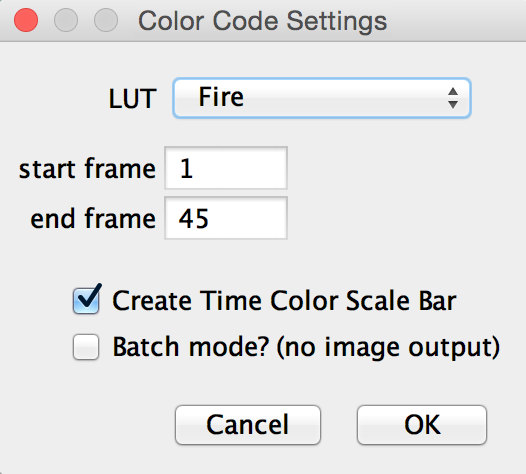 Color Code Settings
LUT Fire
start frame 1
end frame 45
Create Time Color Scale Bar
Batch mode? (no image output)
Cancel OK